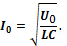 I₀ = √(U₀/LC).